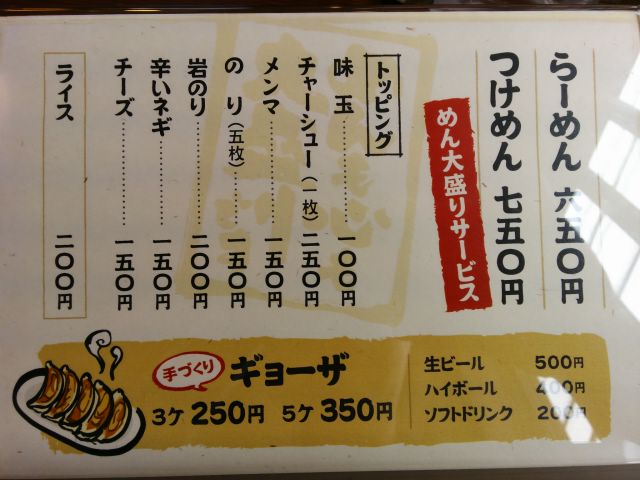 らーめん 六五〇円
つけめん 七五〇円
めん大盛りサービス
トッピング
味玉…………一〇〇円
チャーシュー(一枚) 二五〇円
メンマ…………一五〇円
のり(五枚)……一五〇円
岩のり…………二〇〇円
辛いネギ………一五〇円
チーズ…………一五〇円
ライス 二〇〇円
手づくり
ギョーザ
3ケ 250円 5ケ 350円
生ビール 500円
ハイボール 400円
ソフトドリンク 200円